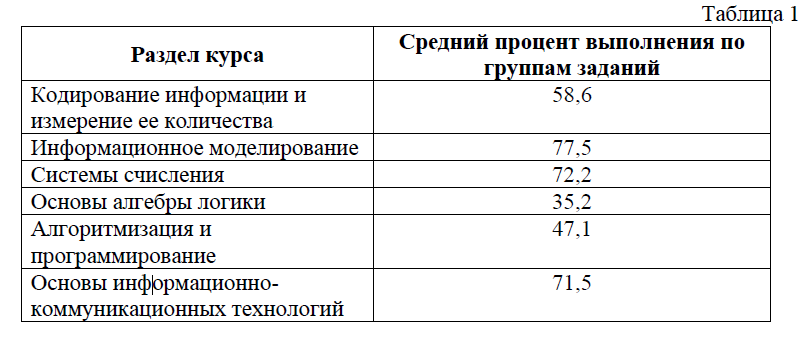 Таблица 1
Раздел курса
Средний процент выполнения по
группам заданий
Кодирование информации и
измерение ее количества
58,6
Информационное моделирование
77,5
Системы счисления
72,2
Основы алгебры логики
35,2
Алгоритмизация и
программирование
47,1
Основы информационно-
коммуникационных технологий
71,5